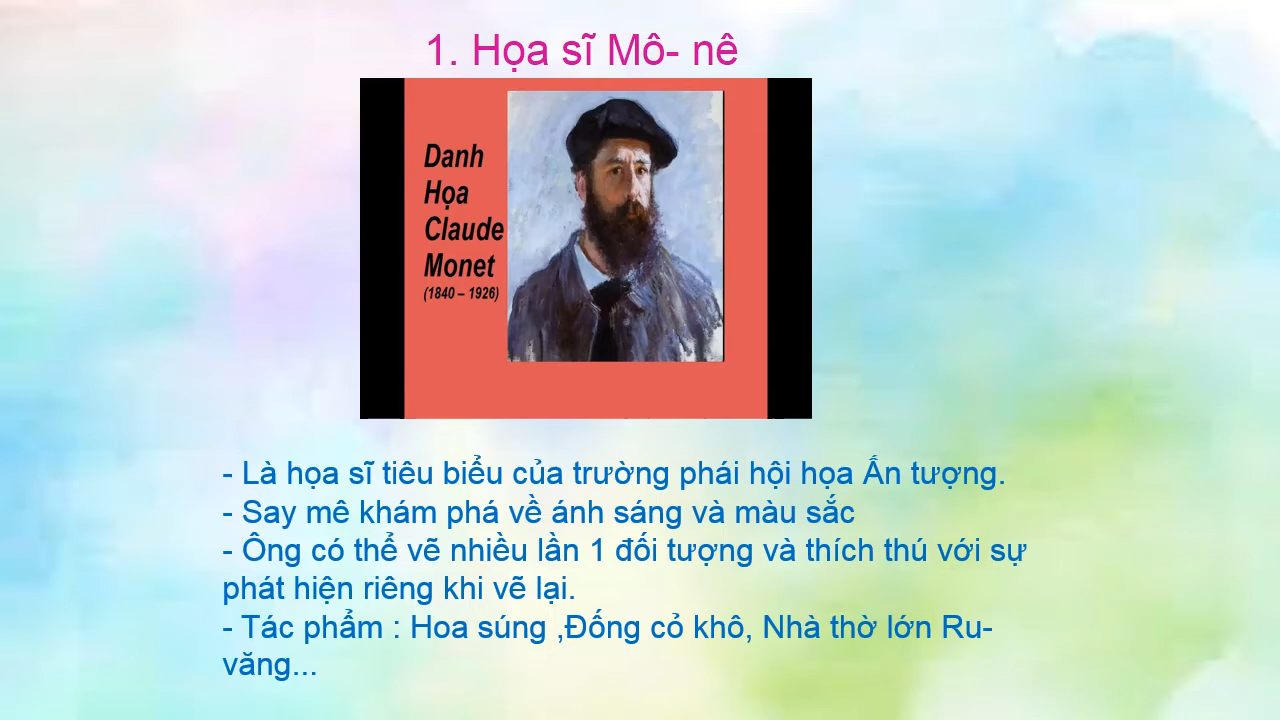 1. Họa sĩ Mô- nê
Danh
Họa
Claude
Monet
(1840 – 1926)
- Là họa sĩ tiêu biểu của trường phái hội họa Ấn tượng.
- Say mê khám phá về ánh sáng và màu sắc
- Ông có thể vẽ nhiều lần 1 đối tượng và thích thú với sự
phát hiện riêng khi vẽ lại.
- Tác phẩm : Hoa súng ,Đống cỏ khô, Nhà thờ lớn Ru-
văng...